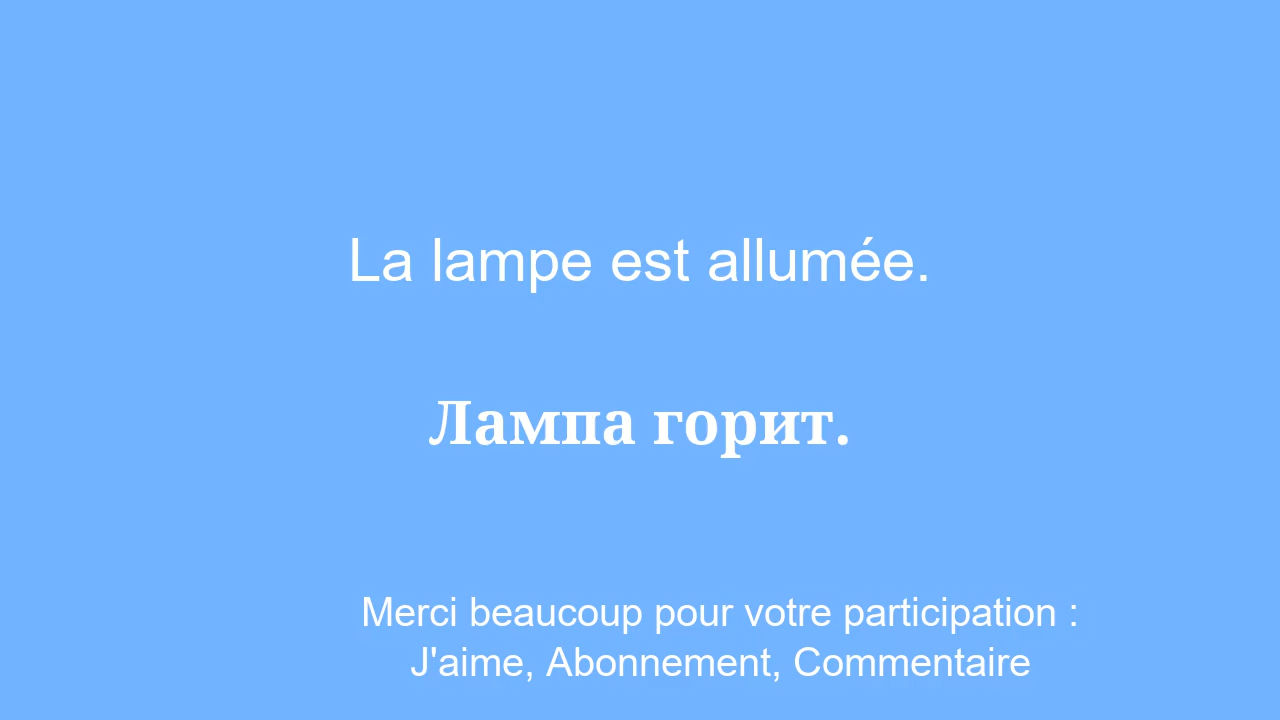 La lampe est allumée.
Лампа горит.
Merci beaucoup pour votre participation :
J'aime, Abonnement, Commentaire